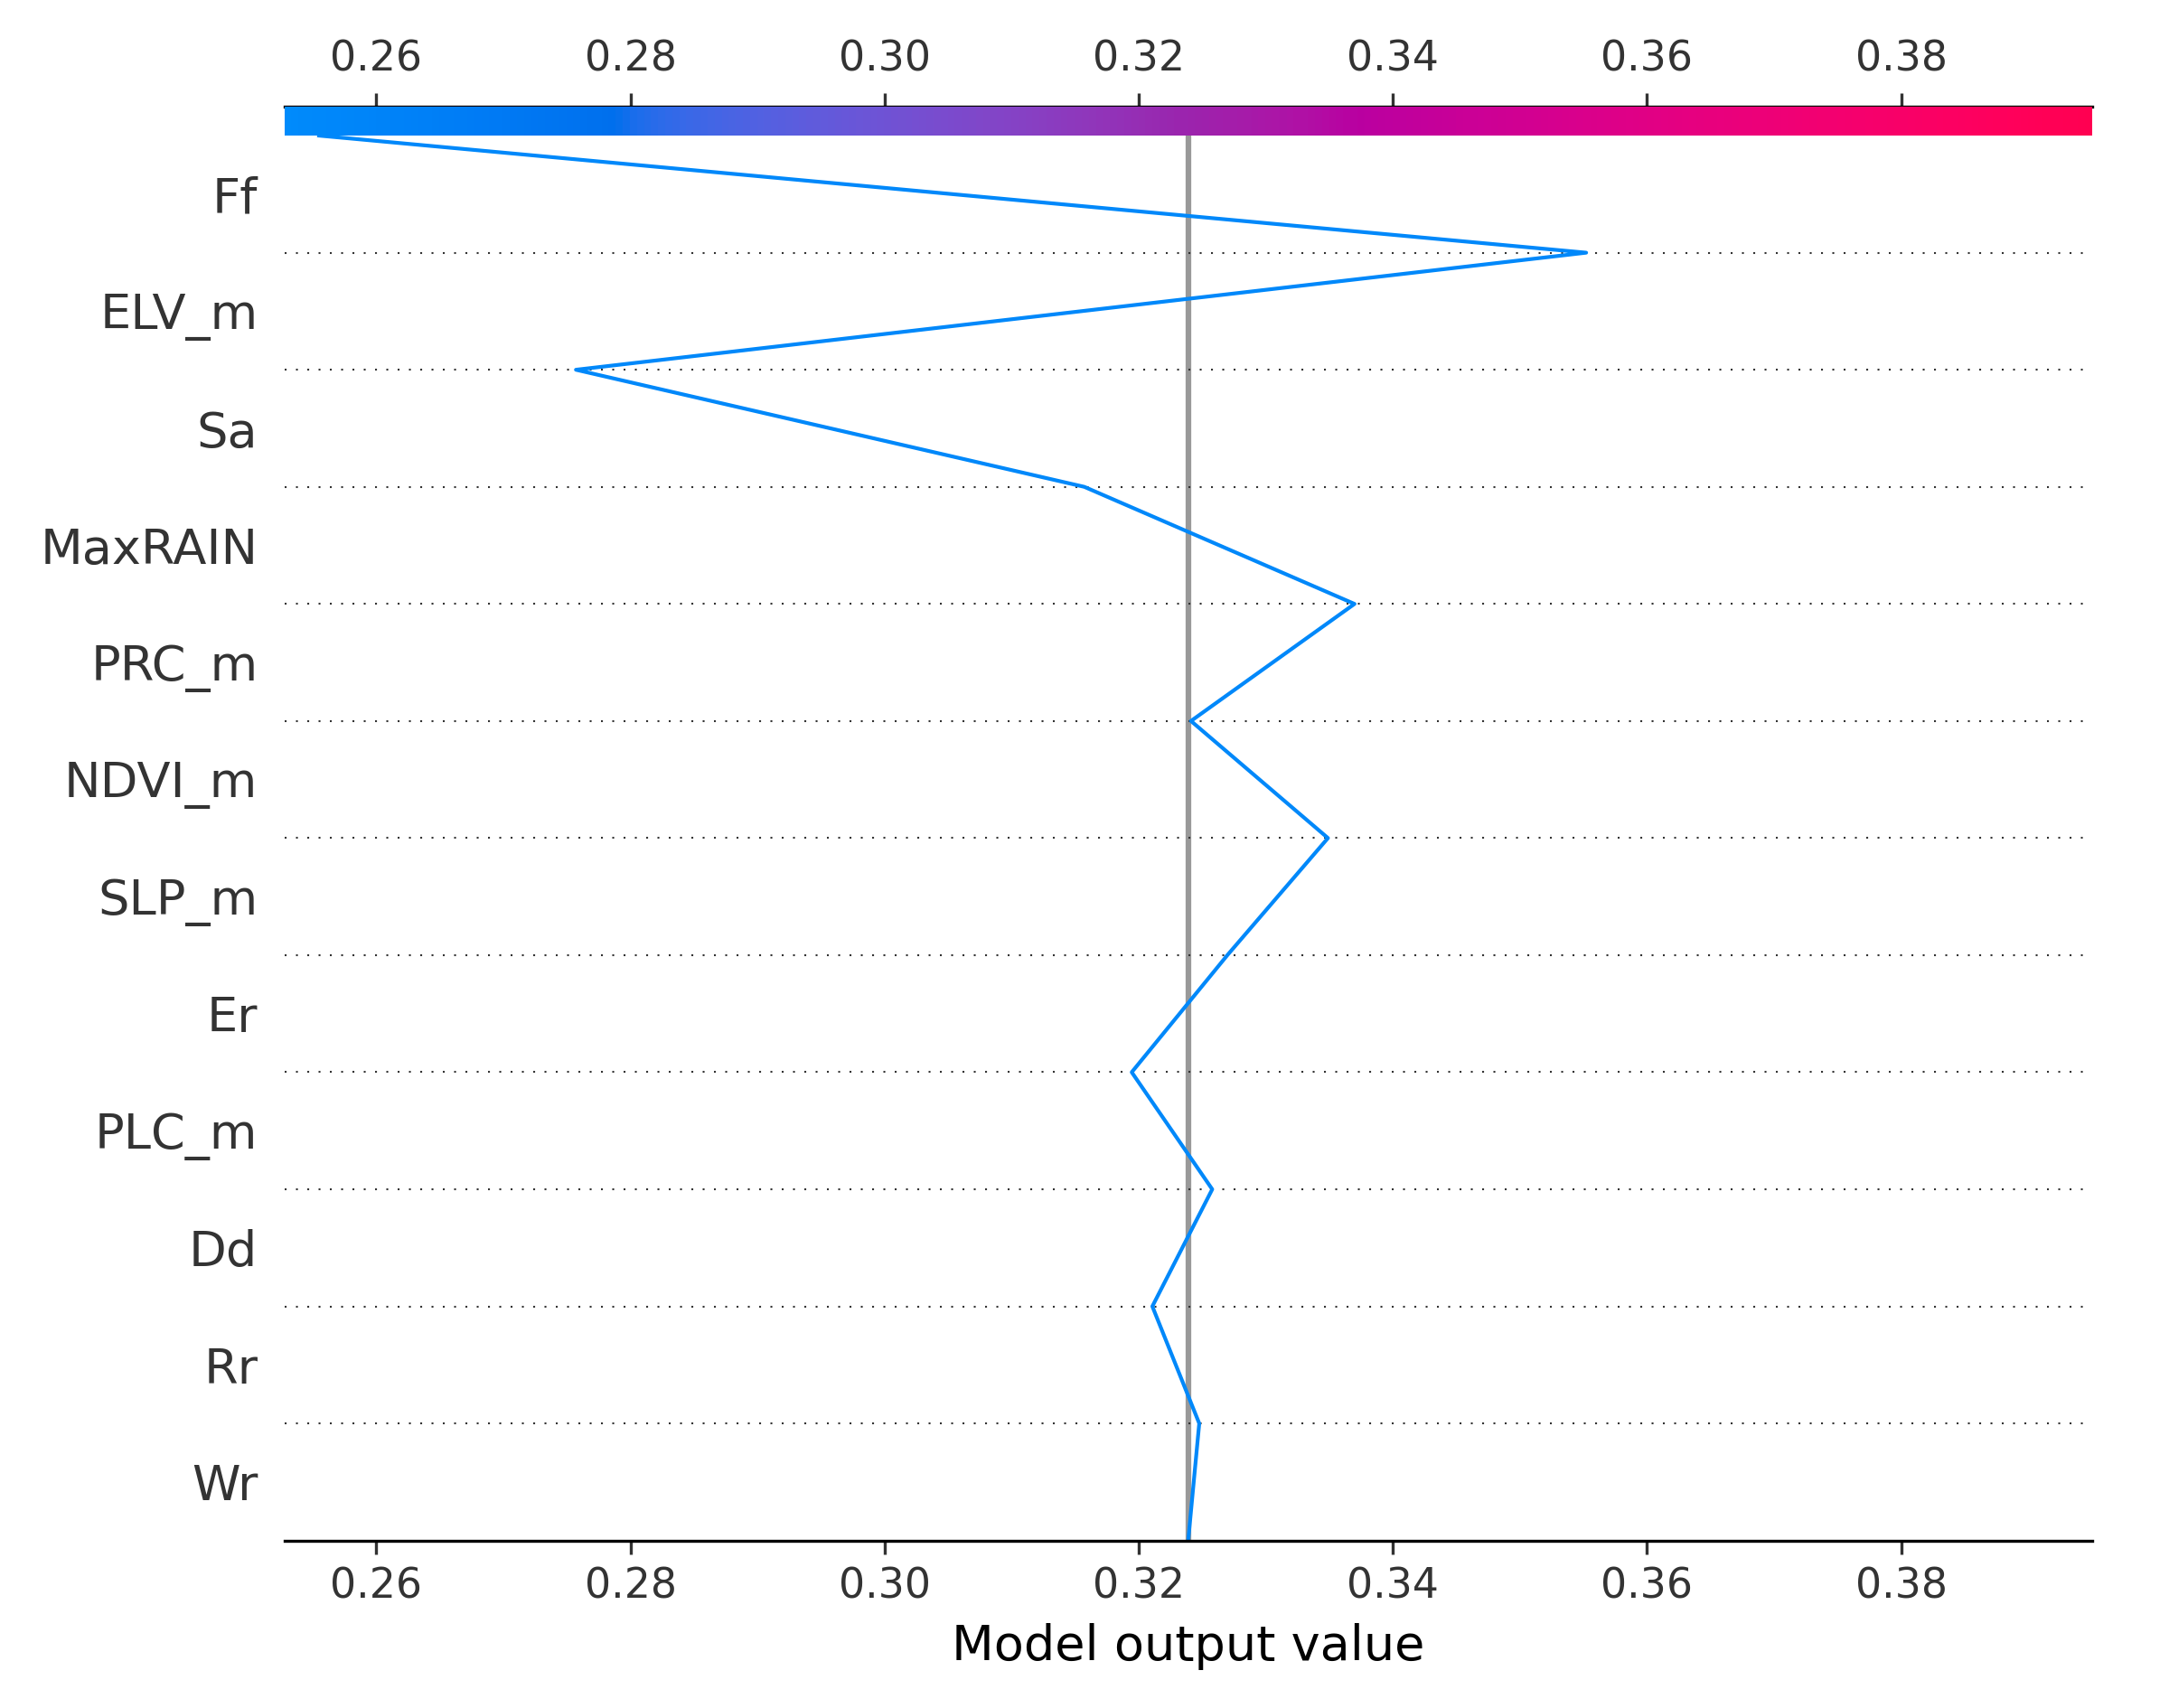 0.26 0.28 0.30 0.32 0.34 0.36 0.38
Ff
ELV_m
Sa
MaxRAIN
PRC_m
NDVI_m
SLP_m
Er
PLC_m
Dd
Rr
Wr
0.26 0.28 0.30 0.32 0.34 0.36 0.38
Model output value